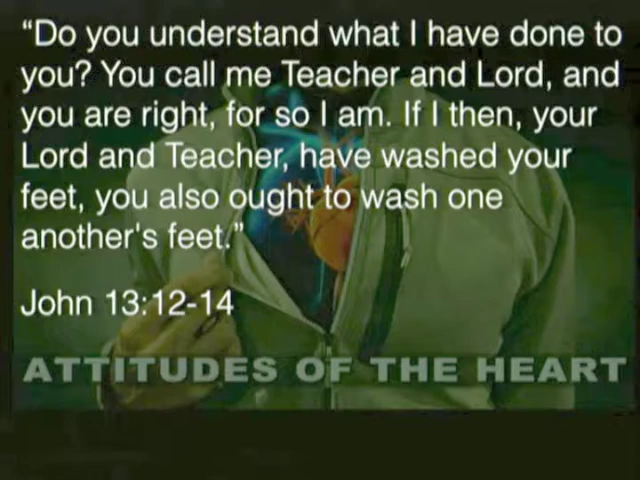 “Do you understand what I have done to
you? You call me Teacher and Lord, and
you are right, for so I am. If I then, your
Lord and Teacher, have washed your
feet, you also ought to wash one
another's feet.”
John 13:12-14
ATTITUDES OF THE HEART